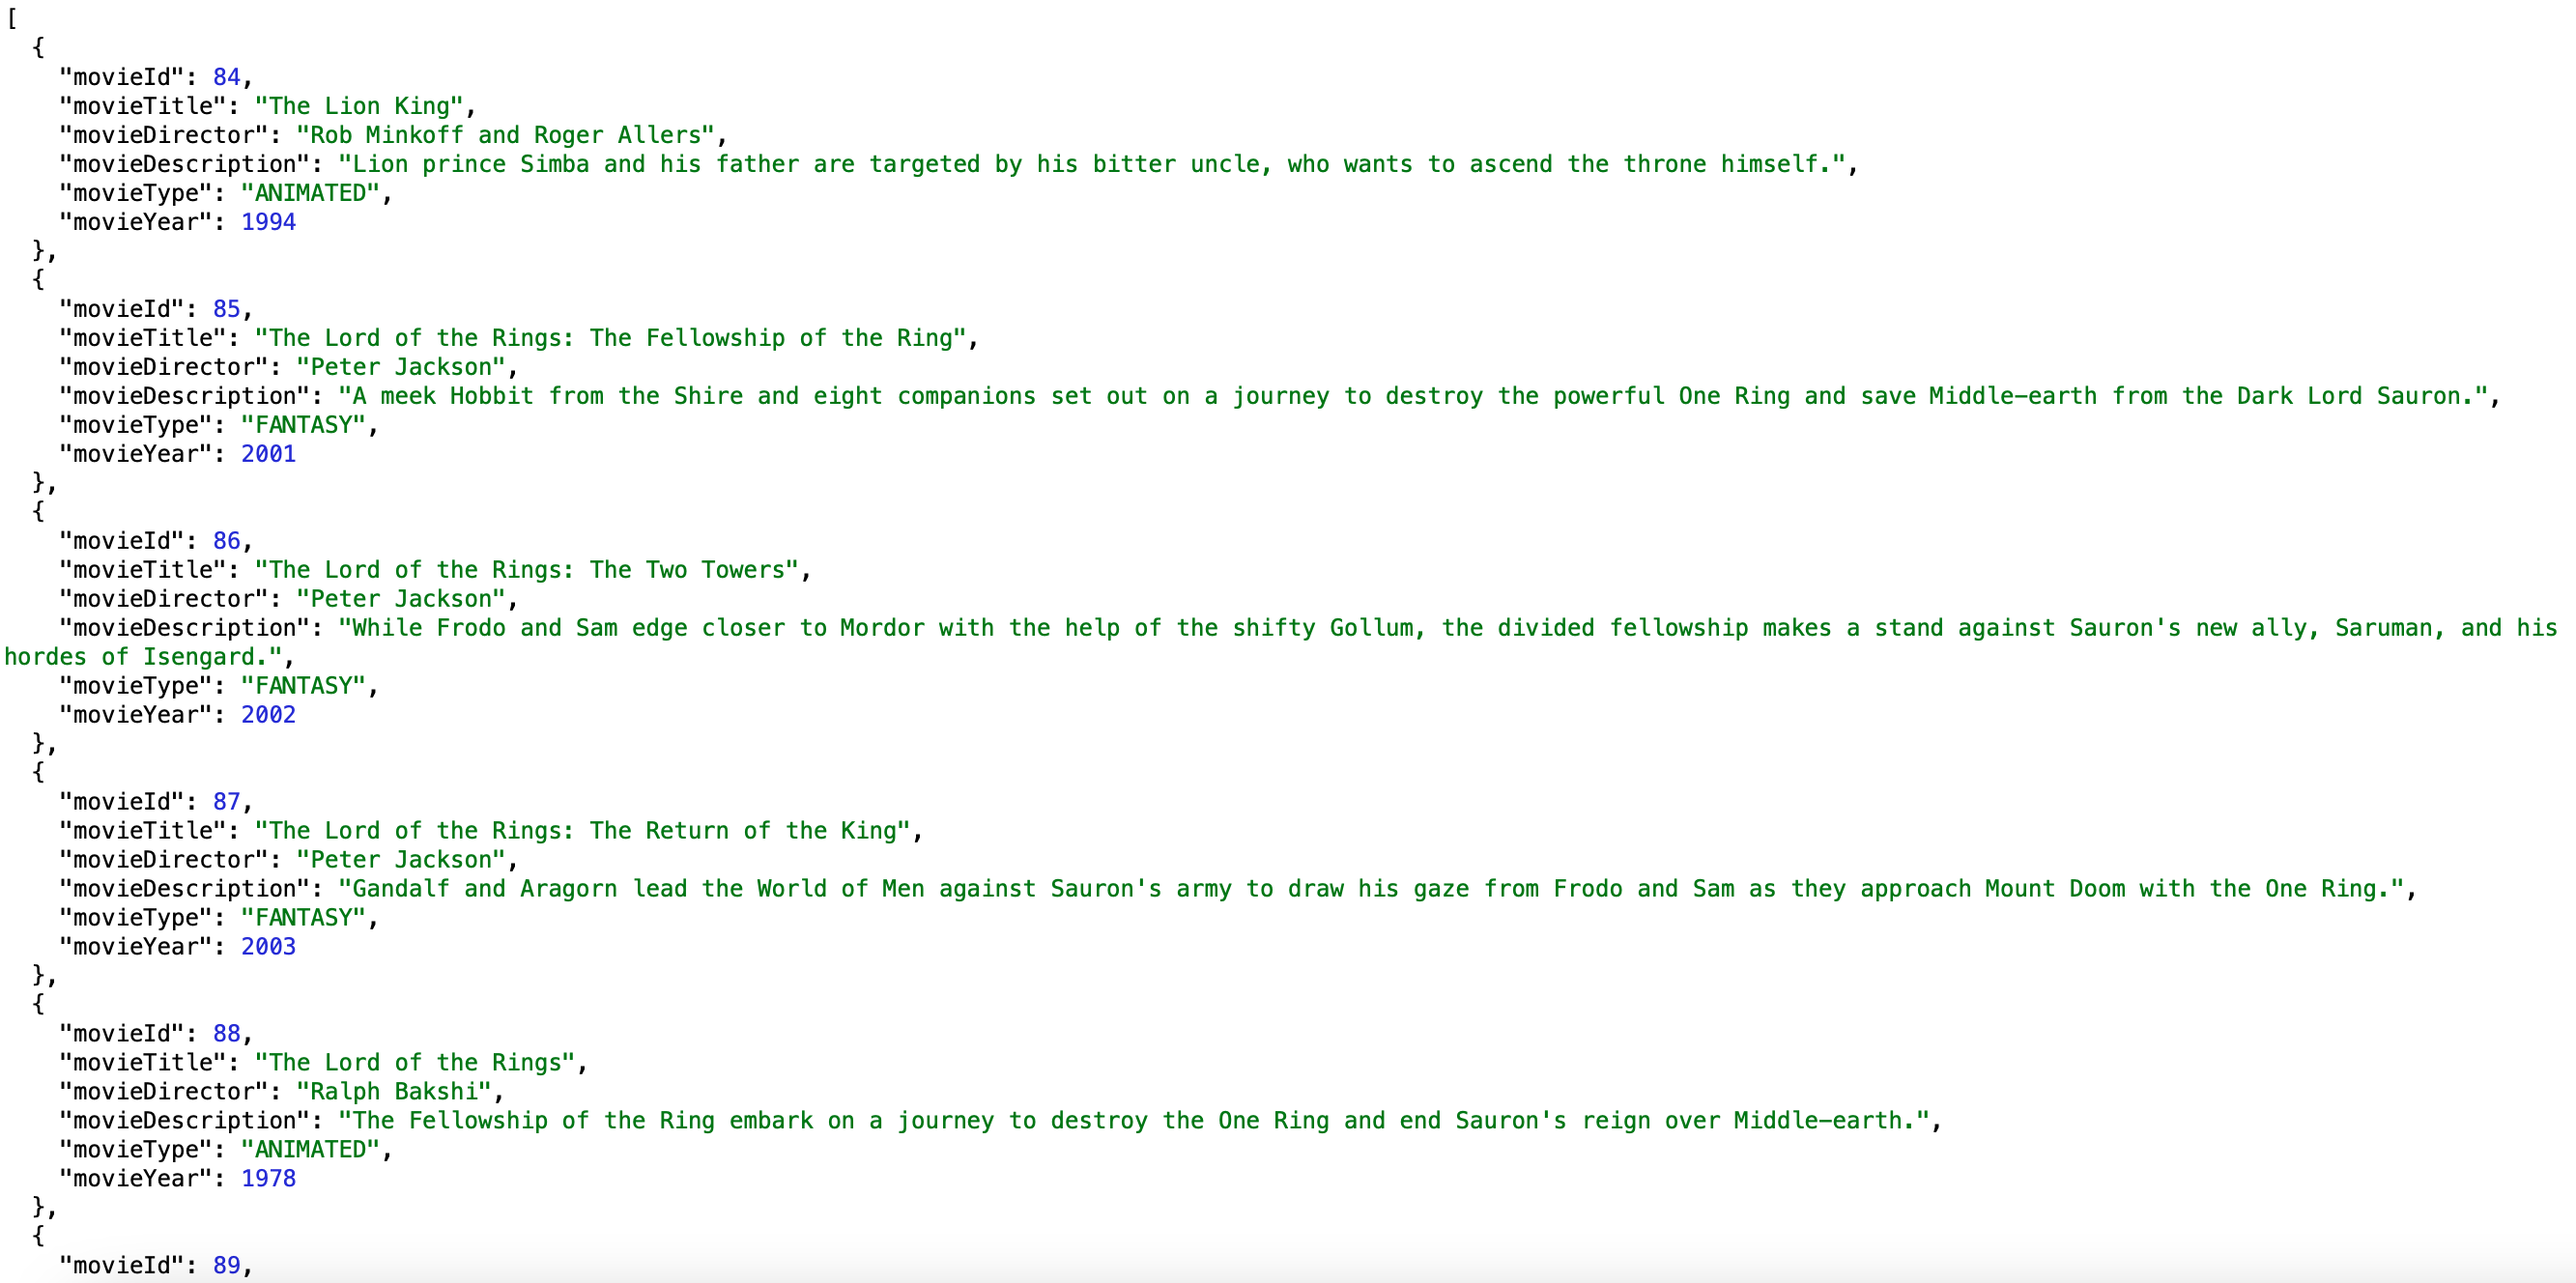 [
  {
    "movieId": 84,
    "movieTitle": "The Lion King",
    "movieDirector": "Rob Minkoff and Roger Allers",
    "movieDescription": "Lion prince Simba and his father are targeted by his bitter uncle, who wants to ascend the throne himself.",
    "movieType": "ANIMATED",
    "movieYear": 1994
  },
  {
    "movieId": 85,
    "movieTitle": "The Lord of the Rings: The Fellowship of the Ring",
    "movieDirector": "Peter Jackson",
    "movieDescription": "A meek Hobbit from the Shire and eight companions set out on a journey to destroy the powerful One Ring and save Middle-earth from the Dark Lord Sauron.",
    "movieType": "FANTASY",
    "movieYear": 2001
  },
  {
    "movieId": 86,
    "movieTitle": "The Lord of the Rings: The Two Towers",
    "movieDirector": "Peter Jackson",
    "movieDescription": "While Frodo and Sam edge closer to Mordor with the help of the shifty Gollum, the divided fellowship makes a stand against Sauron's new ally, Saruman, and his
hordes of Isengard.",
    "movieType": "FANTASY",
    "movieYear": 2002
  },
  {
    "movieId": 87,
    "movieTitle": "The Lord of the Rings: The Return of the King",
    "movieDirector": "Peter Jackson",
    "movieDescription": "Gandalf and Aragorn lead the World of Men against Sauron's army to draw his gaze from Frodo and Sam as they approach Mount Doom with the One Ring.",
    "movieType": "FANTASY",
    "movieYear": 2003
  },
  {
    "movieId": 88,
    "movieTitle": "The Lord of the Rings",
    "movieDirector": "Ralph Bakshi",
    "movieDescription": "The Fellowship of the Ring embark on a journey to destroy the One Ring and end Sauron's reign over Middle-earth.",
    "movieType": "ANIMATED",
    "movieYear": 1978
  },
  {
    "movieId": 89,